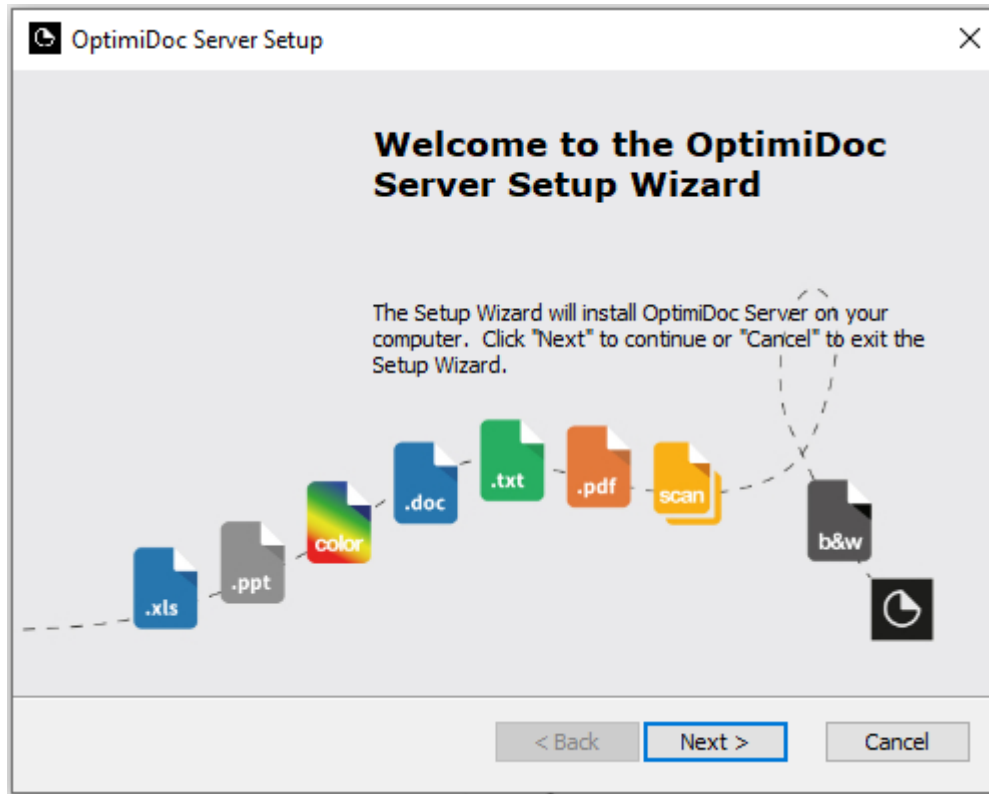 OptimiDoc Server Setup
Welcome to the OptimiDoc
Server Setup Wizard
The Setup Wizard will install OptimiDoc Server on your
computer.  Click "Next" to continue or "Cancel" to exit the
Setup Wizard.
.xls
.ppt
color
.doc
.txt
.pdf
scan
b&w
< Back
Next >
Cancel